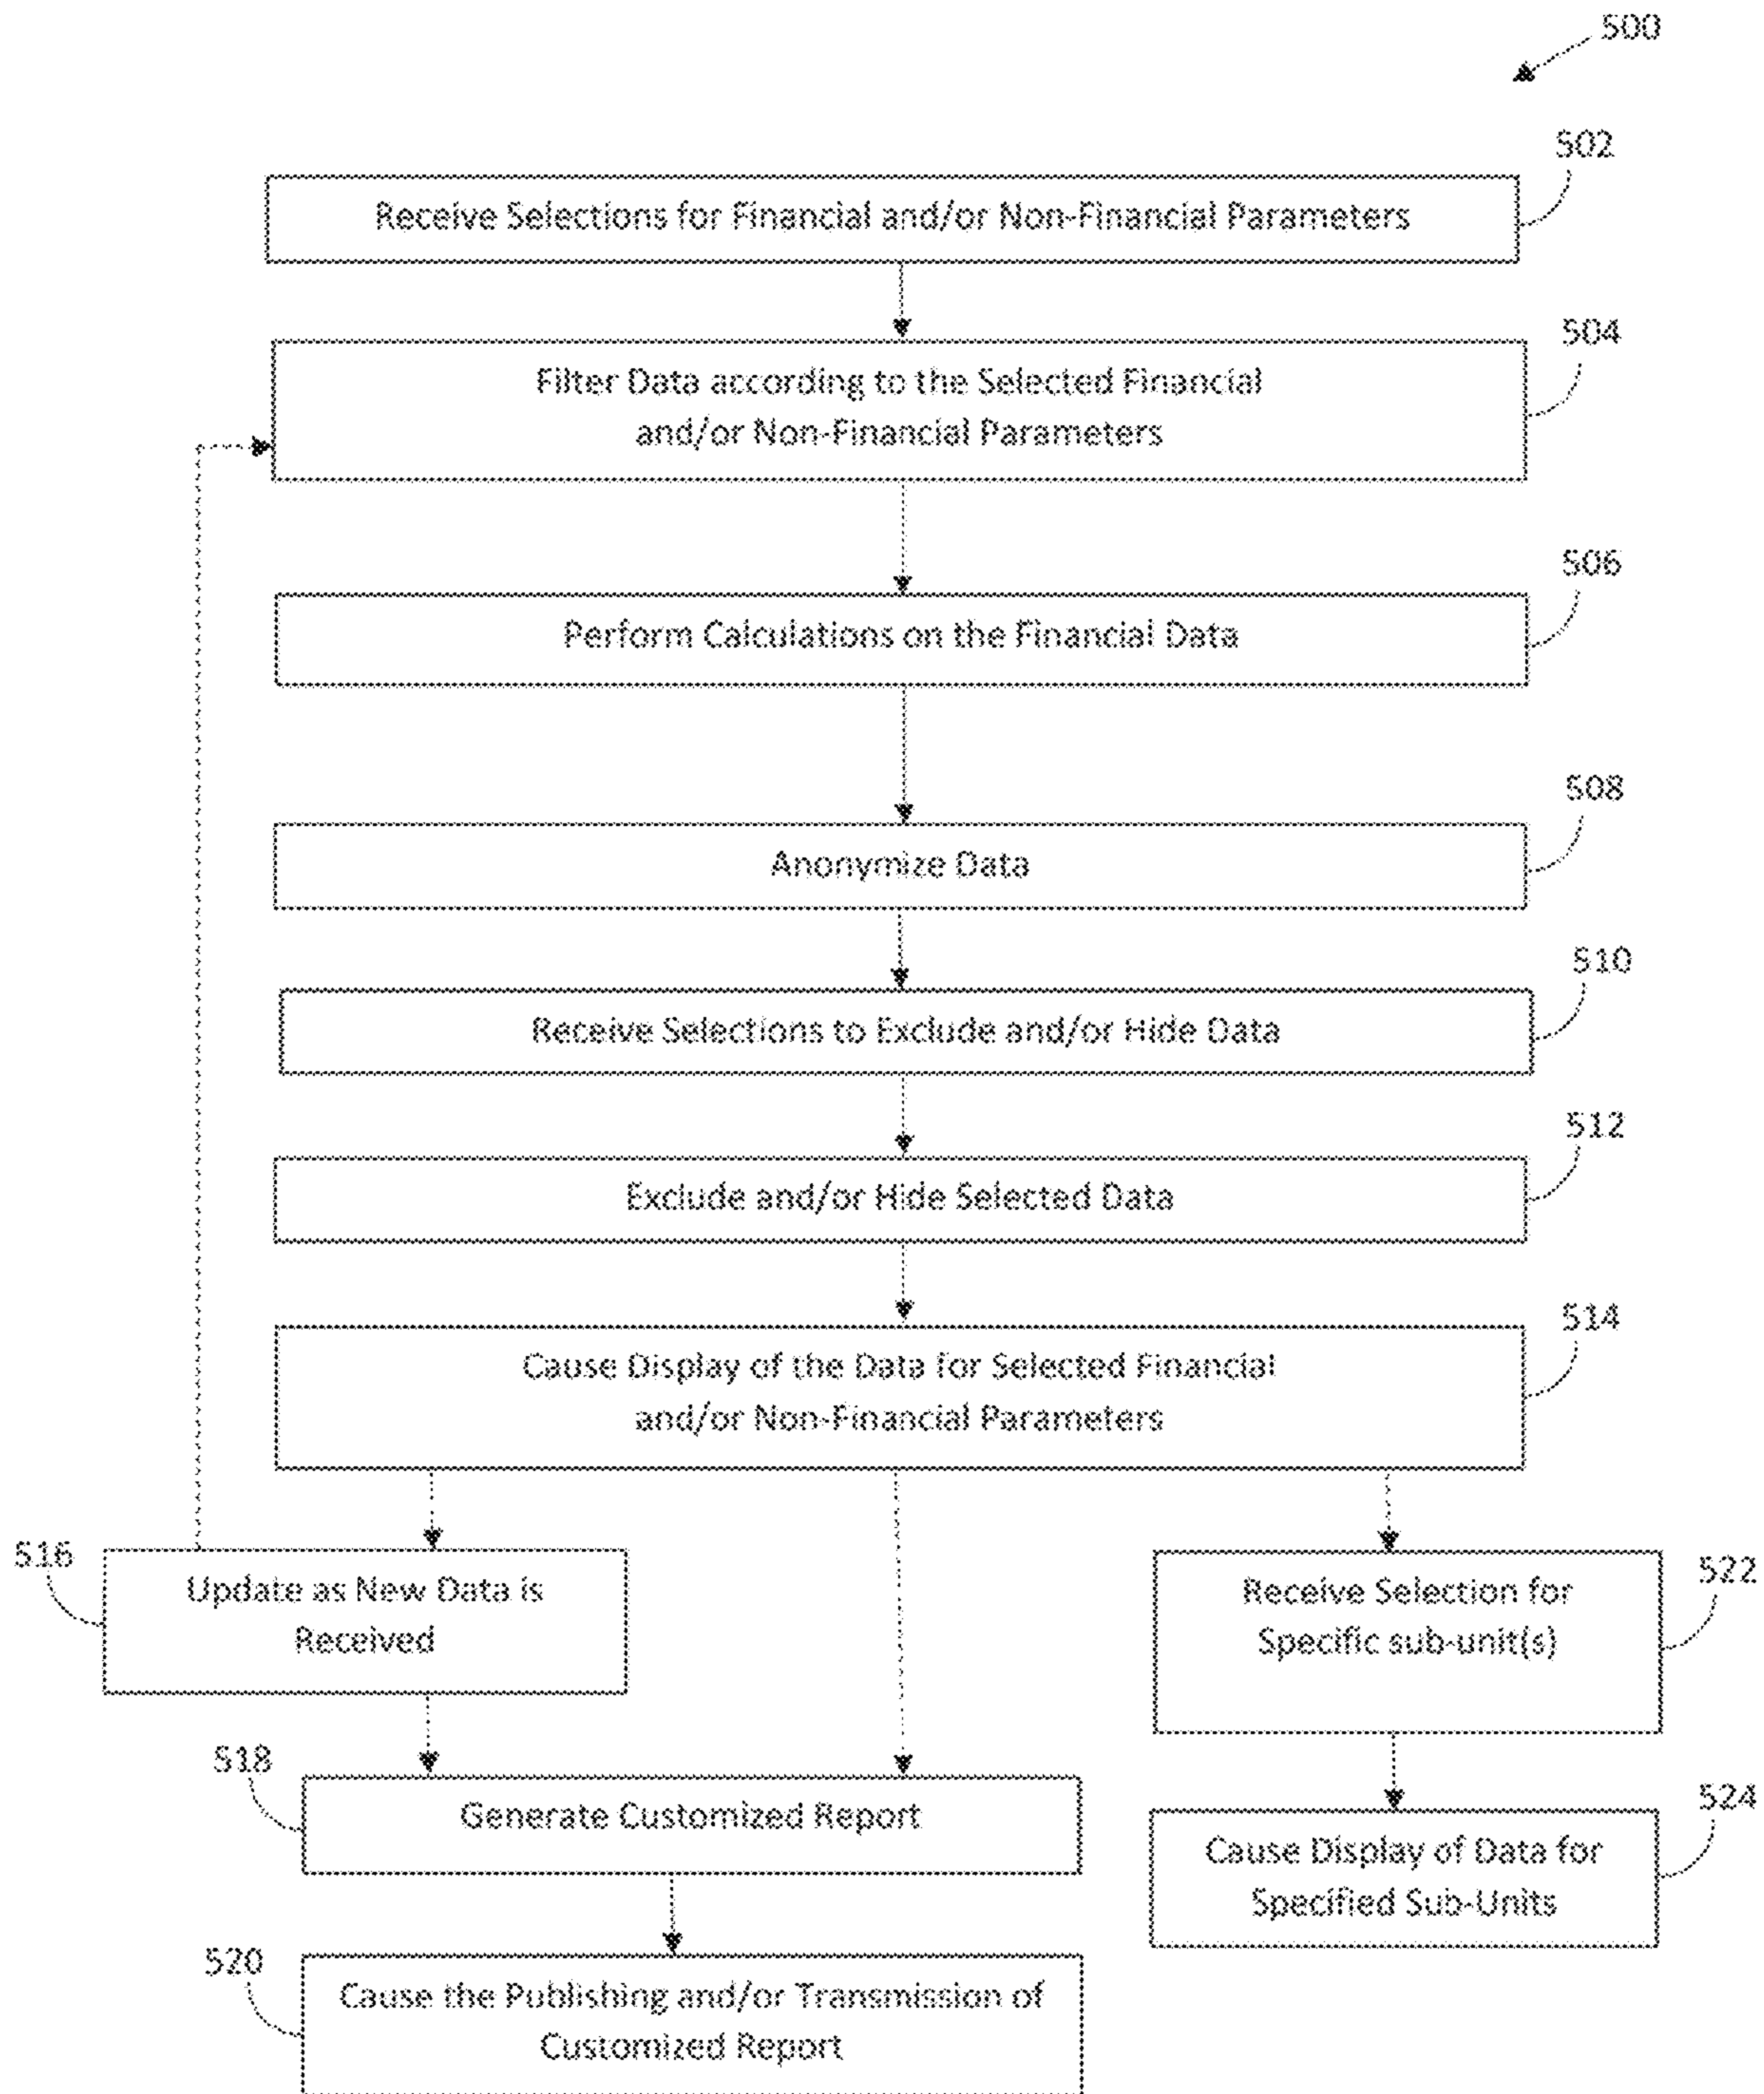 500
502
Receive Selections for Financial and/or Non-Financial Parameters
504
Filter Data according to the Selected Financial
and/or Non-Financial Parameters
506
Perform Calculations on the Financial Data
508
Anonymize Data
510
Receive Selections to Exclude and/or Hide Data
512
Exclude and/or Hide Selected Data
514
Cause Display of the Data for Selected Financial
and/or Non-Financial Parameters
516
Update as New Data is
Received
522
Receive Selection for
Specific sub-unit(s)
518
Generate Customized Report
524
Cause Display of Data for
Specified Sub-Units
520
Cause the Publishing and/or Transmission of
Customized Report